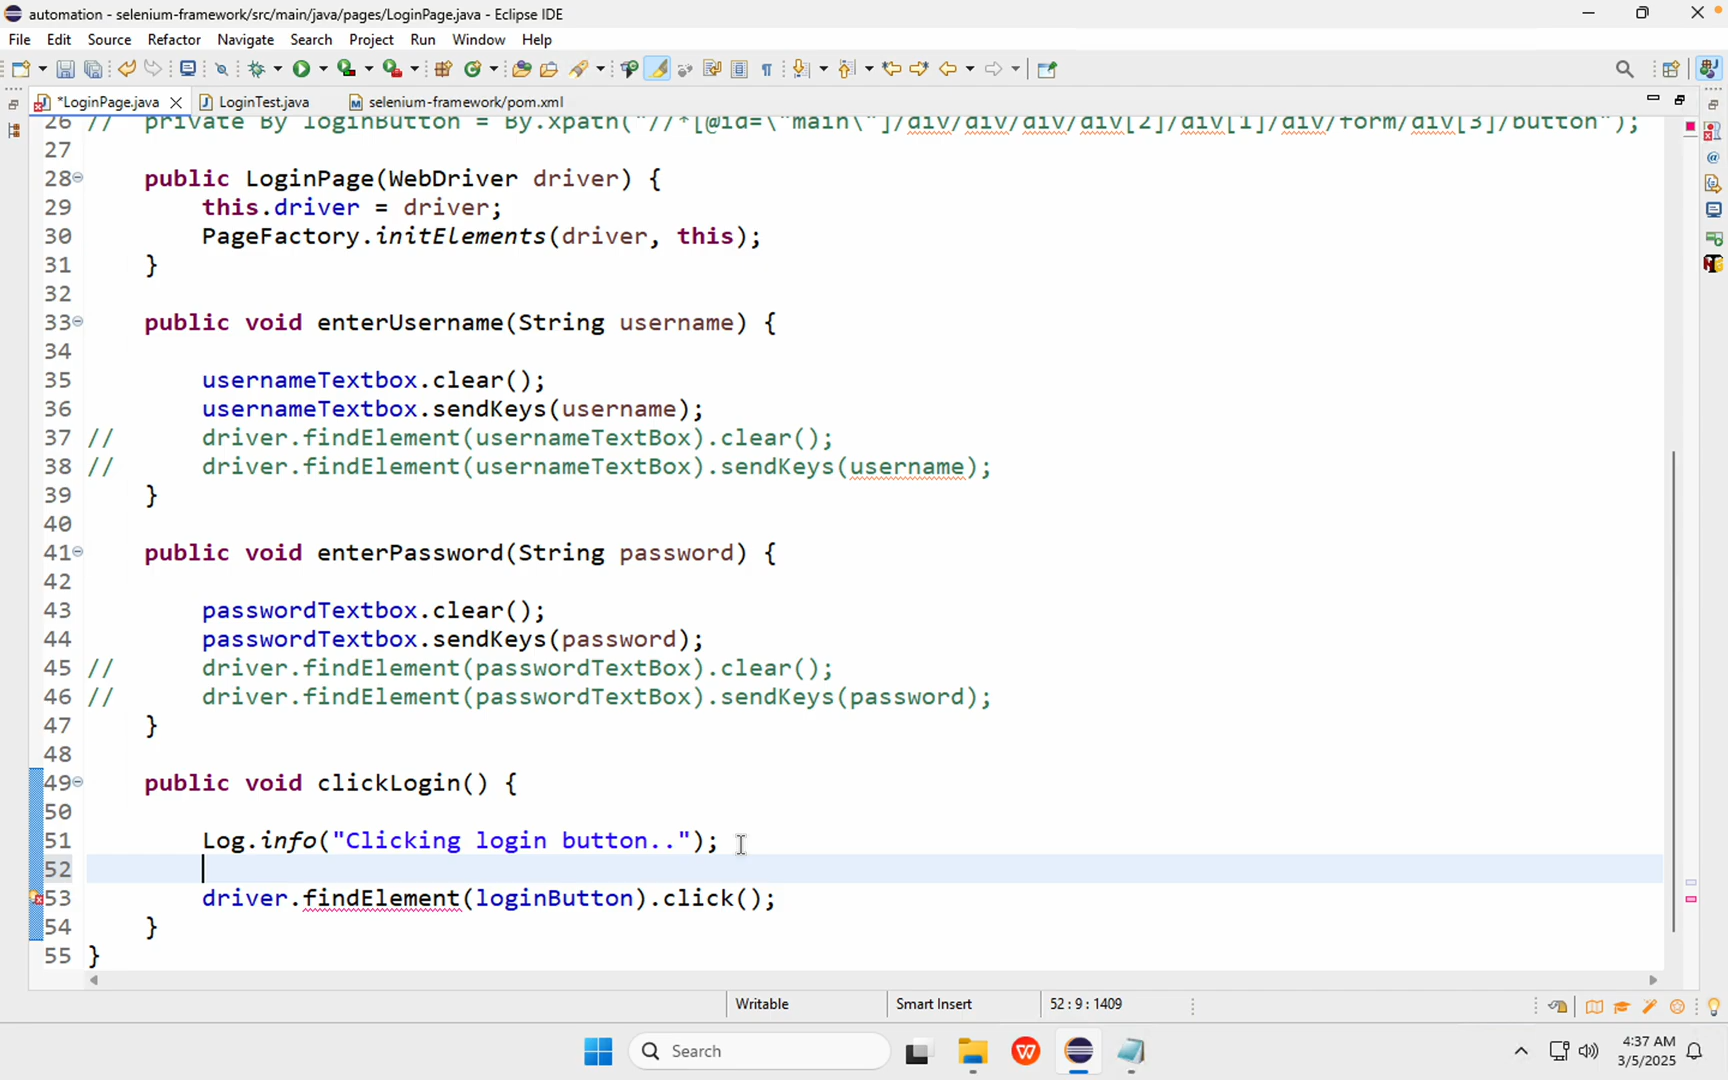 automation - selenium-framework/src/main/java/pages/LoginPage.java - Eclipse IDE
File Edit Source Refactor Navigate Search Project Run Window Help
*LoginPage.java LoginTest.java selenium-framework/pom.xml
26 // private By loginButton = By.xpath("//*[@id=\"main\"]/div/div/div/div[2]/div[1]/div/form/div[3]/button");
27
28 public LoginPage(WebDriver driver) {
29 this.driver = driver;
30 PageFactory.initElements(driver, this);
31 }
32
33 public void enterUsername(String username) {
34
35 usernameTextbox.clear();
36 usernameTextbox.sendKeys(username);
37 // driver.findElement(usernameTextBox).clear();
38 // driver.findElement(usernameTextBox).sendKeys(username);
39 }
40
41 public void enterPassword(String password) {
42
43 passwordTextbox.clear();
44 passwordTextbox.sendKeys(password);
45 // driver.findElement(passwordTextBox).clear();
46 // driver.findElement(passwordTextBox).sendKeys(password);
47 }
48
49 public void clickLogin() {
50
51 Log.info("Clicking login button..");
52
53 driver.findElement(loginButton).click();
54 }
55 }
Writable Smart Insert 52 : 9 : 1409
Search
4:37 AM
3/5/2025